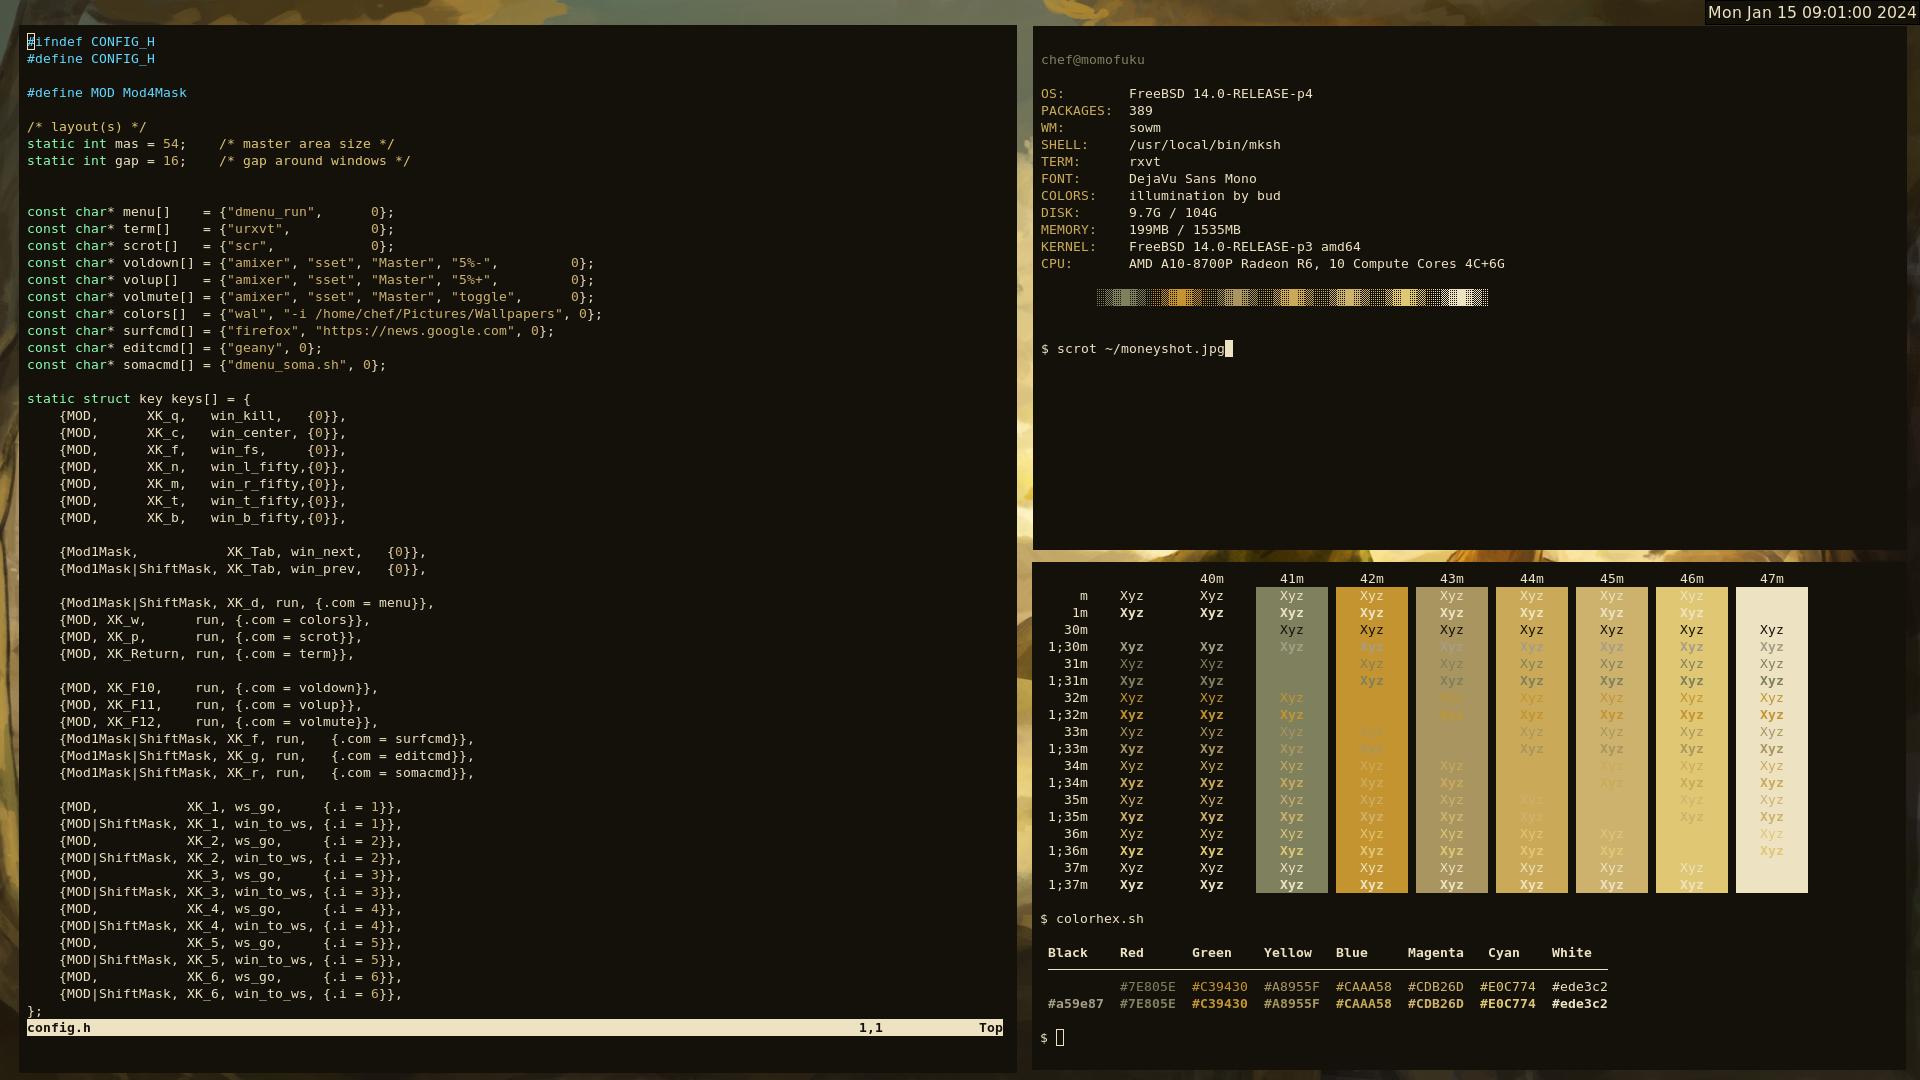 Mon Jan 15 09:01:00 2024
#ifndef CONFIG_H
#define CONFIG_H
#define MOD Mod4Mask
/* layout(s) */
static int mas = 54;    /* master area size */
static int gap = 16;    /* gap around windows */
const char* menu[]    = {"dmenu_run",      0};
const char* term[]    = {"urxvt",          0};
const char* scrot[]   = {"scr",            0};
const char* voldown[] = {"amixer", "sset", "Master", "5%-",         0};
const char* volup[]   = {"amixer", "sset", "Master", "5%+",         0};
const char* volmute[] = {"amixer", "sset", "Master", "toggle",      0};
const char* colors[]  = {"wal", "-i /home/chef/Pictures/Wallpapers", 0};
const char* surfcmd[] = {"firefox", "https://news.google.com", 0};
const char* editcmd[] = {"geany", 0};
const char* somacmd[] = {"dmenu_soma.sh", 0};
static struct key keys[] = {
    {MOD,      XK_q,   win_kill,   {0}},
    {MOD,      XK_c,   win_center, {0}},
    {MOD,      XK_f,   win_fs,     {0}},
    {MOD,      XK_n,   win_l_fifty,{0}},
    {MOD,      XK_m,   win_r_fifty,{0}},
    {MOD,      XK_t,   win_t_fifty,{0}},
    {MOD,      XK_b,   win_b_fifty,{0}},
    {Mod1Mask,           XK_Tab, win_next,   {0}},
    {Mod1Mask|ShiftMask, XK_Tab, win_prev,   {0}},
    {Mod1Mask|ShiftMask, XK_d, run, {.com = menu}},
    {MOD, XK_w,      run, {.com = colors}},
    {MOD, XK_p,      run, {.com = scrot}},
    {MOD, XK_Return, run, {.com = term}},
    {MOD, XK_F10,    run, {.com = voldown}},
    {MOD, XK_F11,    run, {.com = volup}},
    {MOD, XK_F12,    run, {.com = volmute}},
    {Mod1Mask|ShiftMask, XK_f, run,   {.com = surfcmd}},
    {Mod1Mask|ShiftMask, XK_g, run,   {.com = editcmd}},
    {Mod1Mask|ShiftMask, XK_r, run,   {.com = somacmd}},
    {MOD,           XK_1, ws_go,     {.i = 1}},
    {MOD|ShiftMask, XK_1, win_to_ws, {.i = 1}},
    {MOD,           XK_2, ws_go,     {.i = 2}},
    {MOD|ShiftMask, XK_2, win_to_ws, {.i = 2}},
    {MOD,           XK_3, ws_go,     {.i = 3}},
    {MOD|ShiftMask, XK_3, win_to_ws, {.i = 3}},
    {MOD,           XK_4, ws_go,     {.i = 4}},
    {MOD|ShiftMask, XK_4, win_to_ws, {.i = 4}},
    {MOD,           XK_5, ws_go,     {.i = 5}},
    {MOD|ShiftMask, XK_5, win_to_ws, {.i = 5}},
    {MOD,           XK_6, ws_go,     {.i = 6}},
    {MOD|ShiftMask, XK_6, win_to_ws, {.i = 6}},
};
config.h 1,1 Top
chef@momofuku
OS: FreeBSD 14.0-RELEASE-p4
PACKAGES: 389
WM: sowm
SHELL: /usr/local/bin/mksh
TERM: rxvt
FONT: DejaVu Sans Mono
COLORS: illumination by bud
DISK: 9.7G / 104G
MEMORY: 199MB / 1535MB
KERNEL: FreeBSD 14.0-RELEASE-p3 amd64
CPU: AMD A10-8700P Radeon R6, 10 Compute Cores 4C+6G
$ scrot ~/moneyshot.jpg
40m 41m 42m 43m 44m 45m 46m 47m
m Xyz Xyz Xyz Xyz Xyz Xyz Xyz Xyz
1m Xyz Xyz Xyz Xyz Xyz Xyz Xyz Xyz
30m Xyz Xyz Xyz Xyz Xyz Xyz Xyz
1;30m Xyz Xyz Xyz Xyz Xyz Xyz Xyz Xyz Xyz
31m Xyz Xyz Xyz Xyz Xyz Xyz Xyz Xyz
1;31m Xyz Xyz Xyz Xyz Xyz Xyz Xyz Xyz
32m Xyz Xyz Xyz Xyz Xyz Xyz Xyz Xyz
1;32m Xyz Xyz Xyz Xyz Xyz Xyz Xyz Xyz
33m Xyz Xyz Xyz Xyz Xyz Xyz Xyz Xyz
1;33m Xyz Xyz Xyz Xyz Xyz Xyz Xyz Xyz
34m Xyz Xyz Xyz Xyz Xyz Xyz Xyz Xyz
1;34m Xyz Xyz Xyz Xyz Xyz Xyz Xyz Xyz
35m Xyz Xyz Xyz Xyz Xyz Xyz Xyz Xyz
1;35m Xyz Xyz Xyz Xyz Xyz Xyz Xyz Xyz
36m Xyz Xyz Xyz Xyz Xyz Xyz Xyz Xyz
1;36m Xyz Xyz Xyz Xyz Xyz Xyz Xyz Xyz
37m Xyz Xyz Xyz Xyz Xyz Xyz Xyz Xyz
1;37m Xyz Xyz Xyz Xyz Xyz Xyz Xyz Xyz
$ colorhex.sh
Black Red Green Yellow Blue Magenta Cyan White
#7E805E #C39430 #A8955F #CAAA58 #CDB26D #E0C774 #ede3c2
#a59e87 #7E805E #C39430 #A8955F #CAAA58 #CDB26D #E0C774 #ede3c2
$